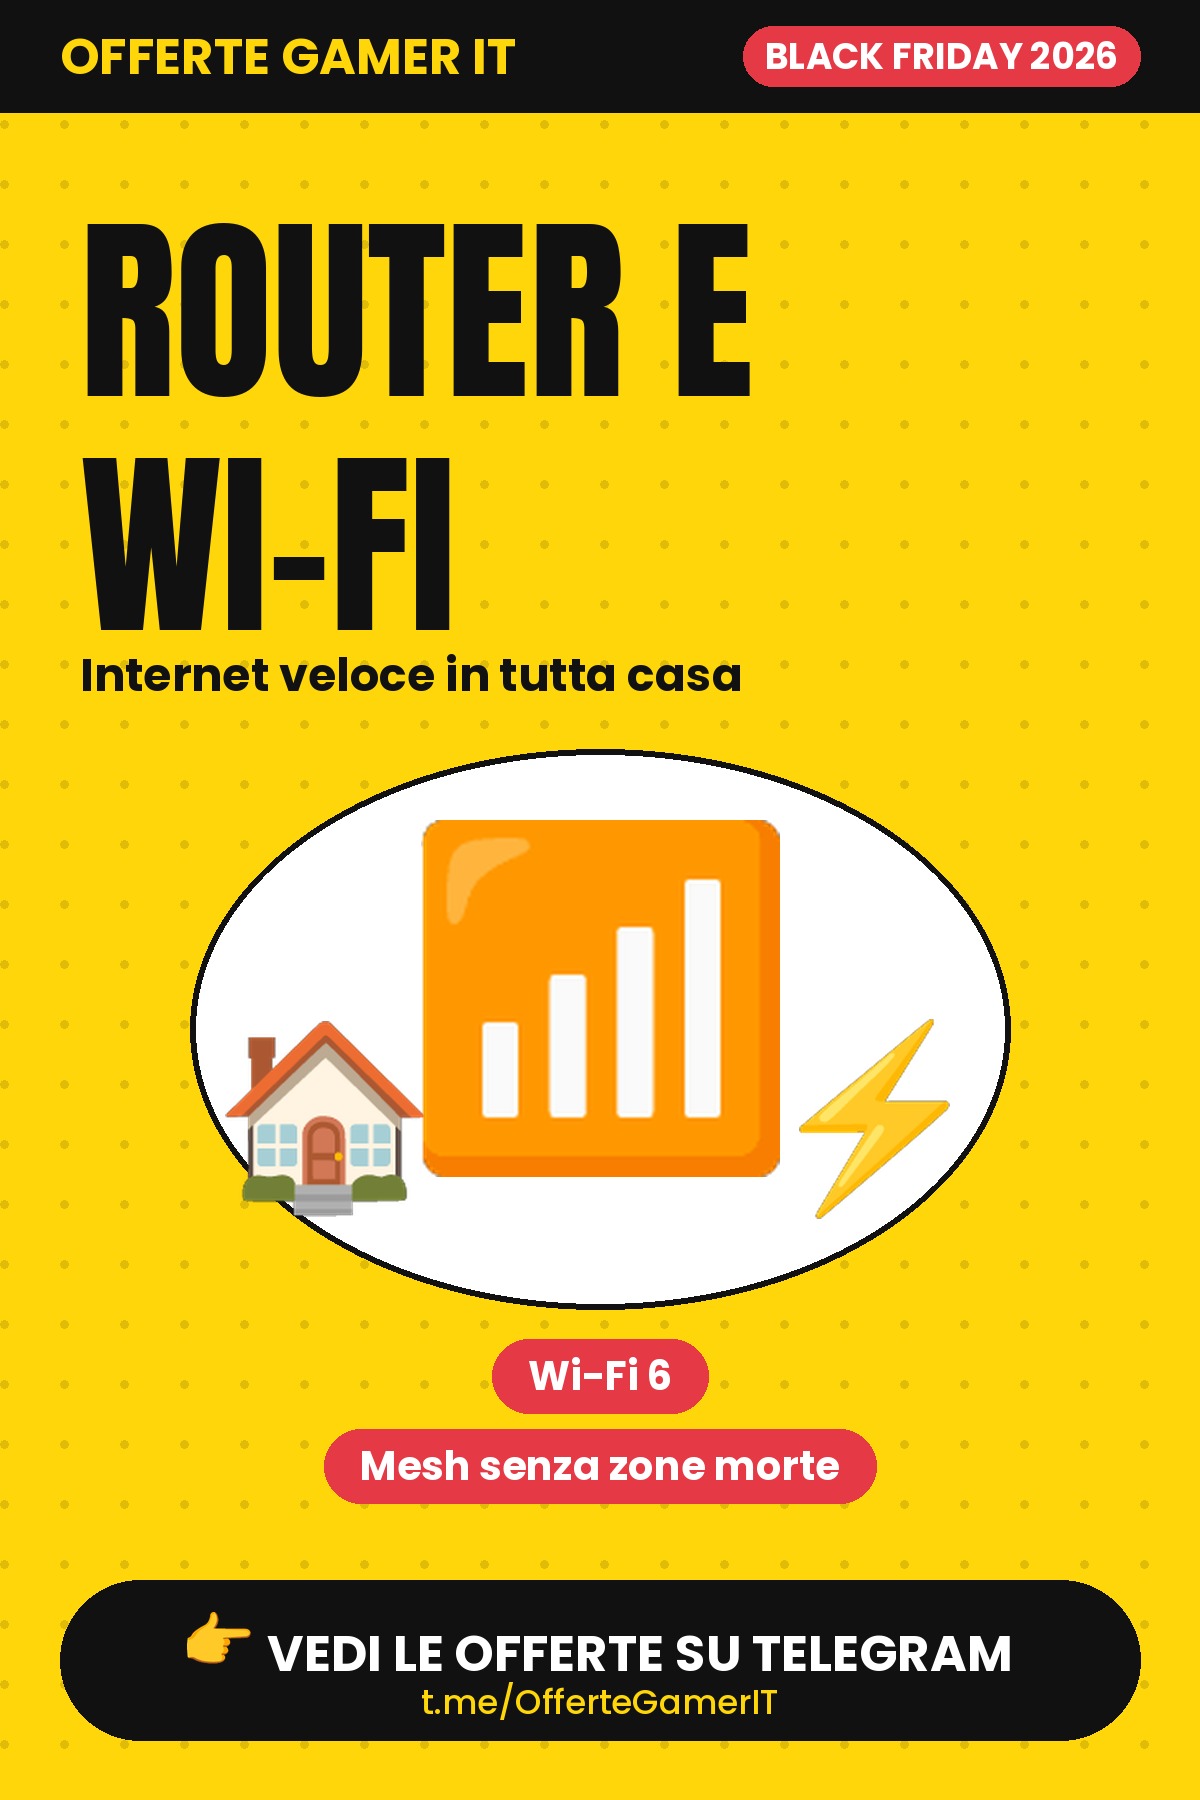 OFFERTE GAMER IT
BLACK FRIDAY 2026
ROUTER E
WI-FI
Internet veloce in tutta casa
Wi-Fi 6
Mesh senza zone morte
VEDI LE OFFERTE SU TELEGRAM
t.me/OfferteGamerIT